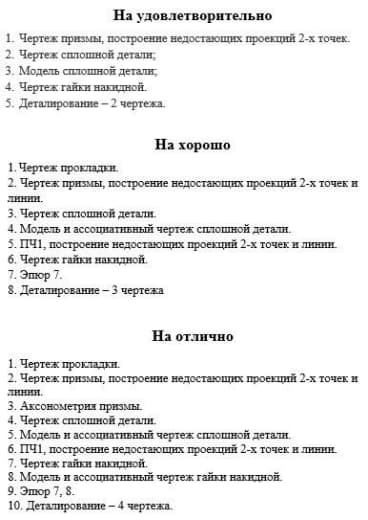 На удовлетворительно
1. Чертеж призмы, построение недостающих проекций 2-х точек.
2. Чертеж сплошной детали;
3. Модель сплошной детали;
4. Чертеж гайки накидной.
5. Деталирование – 2 чертежа.
На хорошо
1. Чертеж прокладки.
2. Чертеж призмы, построение недостающих проекций 2-х точек и
линии.
3. Чертеж сплошной детали.
4. Модель и ассоциативный чертеж сплошной детали.
5. ПЧ1, построение недостающих проекций 2-х точек и линии.
6. Чертеж гайки накидной.
7. Эпюр 7.
8. Деталирование – 3 чертежа
На отлично
1. Чертеж прокладки.
2. Чертеж призмы, построение недостающих проекций 2-х точек и
линии.
3. Аксонометрия призмы.
4. Чертеж сплошной детали.
5. Модель и ассоциативный чертеж сплошной детали.
6. ПЧ1, построение недостающих проекций 2-х точек и линии.
7. Чертеж гайки накидной.
8. Модель и ассоциативный чертеж гайки накидной.
9. Эпюр 7, 8.
10. Деталирование – 4 чертежа.